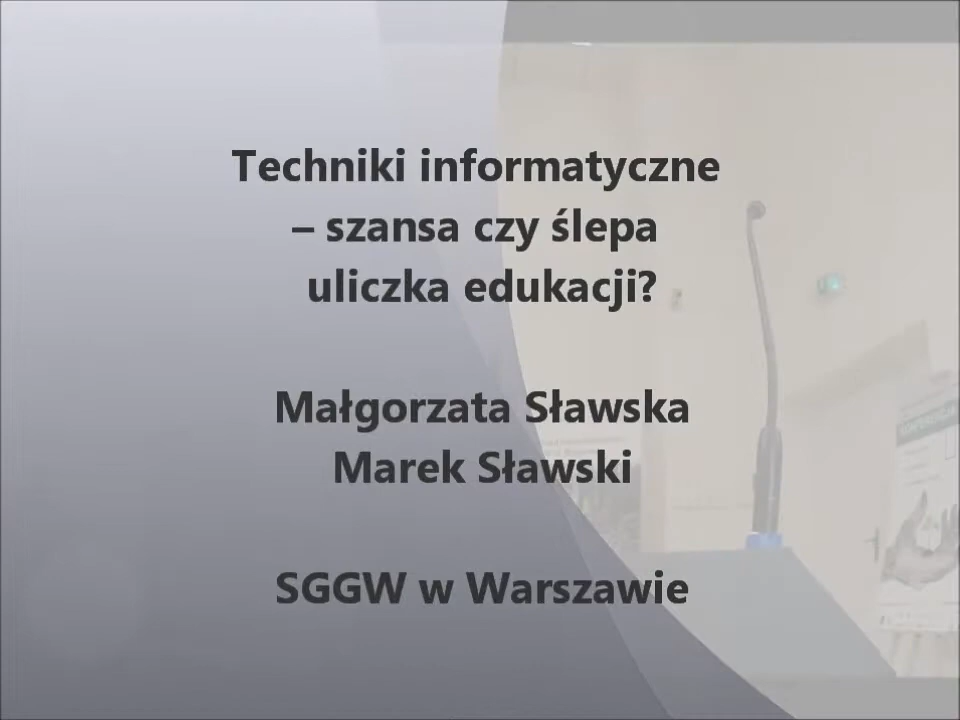 Techniki informatyczne
– szansa czy ślepa
uliczka edukacji?
Małgorzata Sławska
Marek Sławski
SGGW w Warszawie